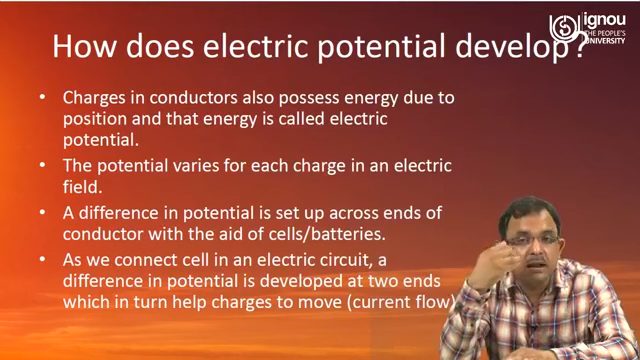 ignou
THE PEOPLE'S
UNIVERSITY
How does electric potential develop?
• Charges in conductors also possess energy due to
position and that energy is called electric
potential.
• The potential varies for each charge in an electric
field.
• A difference in potential is set up across ends of
conductor with the aid of cells/batteries.
• As we connect cell in an electric circuit, a
difference in potential is developed at two ends
which in turn help charges to move (current flow)